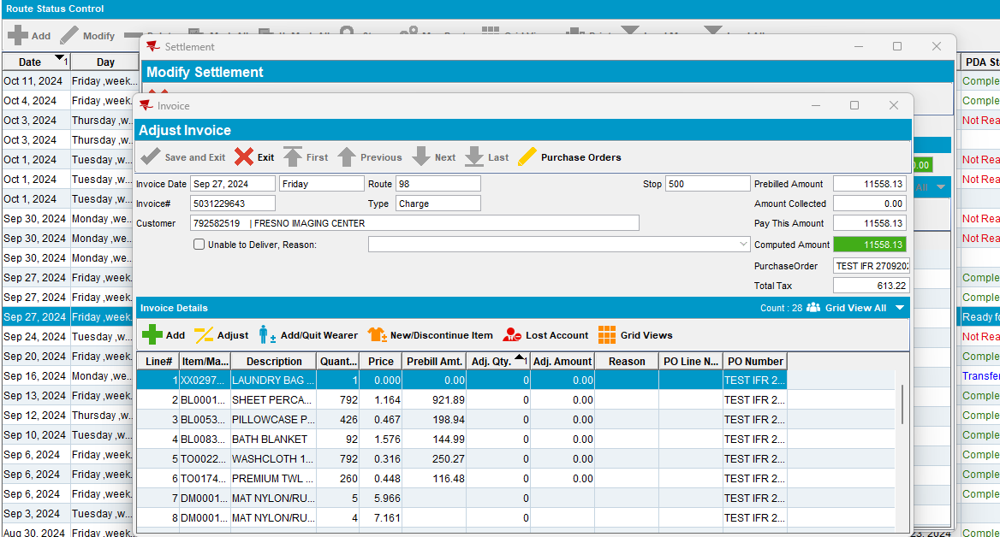 Route Status Control
Add Modify
Settlement
Date 1 Day PDA Sta
Modify Settlement
Oct 11, 2024 Friday ,week... Comple
Oct 4, 2024 Friday ,week... Comple
Invoice
Oct 3, 2024 Thursday ,w... Not Rea
Adjust Invoice
Oct 3, 2024 Thursday ,w...
Save and Exit Exit First Previous Next Last Purchase Orders
Oct 1, 2024 Tuesday ,w... Not Rea
Invoice Date Sep 27, 2024 Friday Route 98 Stop 500 Prebilled Amount 11558.13
Oct 1, 2024 Tuesday ,w... Not Rea
Invoice# 5031229643 Type Charge Amount Collected 0.00
Oct 1, 2024 Tuesday ,w...
Customer 792582519 | FRESNO IMAGING CENTER Pay This Amount 11558.13
Sep 30, 2024 Monday ,we... Not Rea
Unable to Deliver, Reason: Computed Amount 11558.13
Sep 30, 2024 Monday ,we... Not Rea
Sep 30, 2024 Monday ,we...
PurchaseOrder TEST IFR 270920
Sep 27, 2024 Friday ,week... Comple
Total Tax 613.22
Sep 27, 2024 Friday ,week... Comple
Invoice Details Count : 28 Grid View All
Sep 27, 2024 Friday ,week... Ready fo
Sep 24, 2024 Tuesday ,w... Not Rea
Add Adjust Add/Quit Wearer New/Discontinue Item Lost Account Grid Views
Sep 20, 2024 Friday ,week... Comple
Line# Item/Ma... Description Quant... Price Prebill Amt. Adj. Qty. 1 Adj. Amount Reason PO Line N... PO Number
Sep 16, 2024 Monday ,we... Transfer
1 XX0297... LAUNDRY BAG ... 1 0.000 0.00 0 0.00 TEST IFR 2...
Sep 13, 2024 Friday ,week... Comple
2 BL0001... SHEET PERCA... 792 1.164 921.89 0 0.00 TEST IFR 2...
Sep 12, 2024 Thursday ,w... Comple
3 BL0053... PILLOWCASE P... 426 0.467 198.94 0 0.00 TEST IFR 2...
Sep 10, 2024 Tuesday ,w... Comple
4 BL0083... BATH BLANKET 92 1.576 144.99 0 0.00 TEST IFR 2...
Sep 6, 2024 Friday ,week... Comple
5 TO0022... WASHCLOTH 1... 792 0.316 250.27 0 0.00 TEST IFR 2...
Sep 6, 2024 Friday ,week... Comple
6 TO0174... PREMIUM TWL ... 260 0.448 116.48 0 0.00 TEST IFR 2...
Sep 6, 2024 Friday ,week... Comple
7 DM0001... MAT NYLON/RU... 5 5.966 0 TEST IFR 2...
Sep 3, 2024 Tuesday ,w... Comple
8 DM0001... MAT NYLON/RU... 4 7.161 0 TEST IFR 2...
Aug 30, 2024 Friday ,week... 23, 2024 Comple